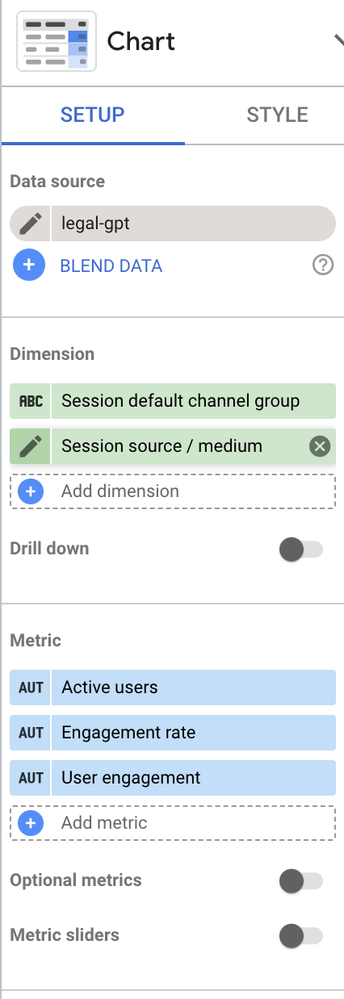 Chart
SETUP STYLE
Data source
legal-gpt
+ BLEND DATA ?
Dimension
ABC Session default channel group
Session source / medium
+ Add dimension
Drill down
Metric
AUT Active users
AUT Engagement rate
AUT User engagement
+ Add metric
Optional metrics
Metric sliders